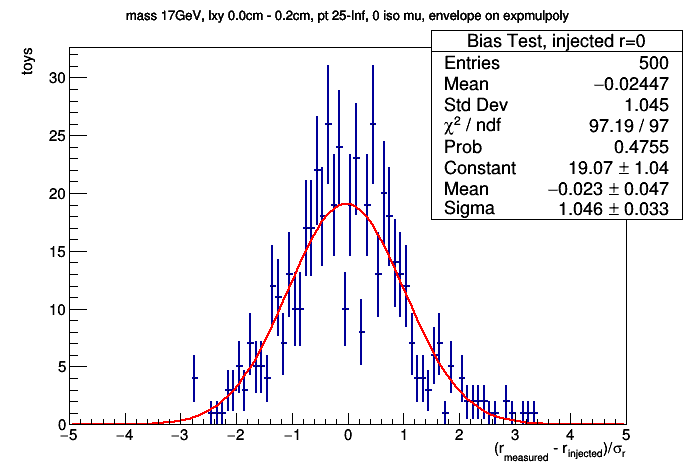 mass 17GeV, lxy 0.0cm - 0.2cm, pt 25-Inf, 0 iso mu, envelope on expmulpoly
Bias Test, injected r=0
Entries 500
Mean −0.02447
Std Dev 1.045
χ² / ndf 97.19 / 97
Prob 0.4755
Constant 19.07 ± 1.04
Mean −0.023 ± 0.047
Sigma 1.046 ± 0.033
toys
30
25
20
15
10
5
0
−5 −4 −3 −2 −1 0 1 2 3 4 5
(r_measured - r_injected)/σ_r